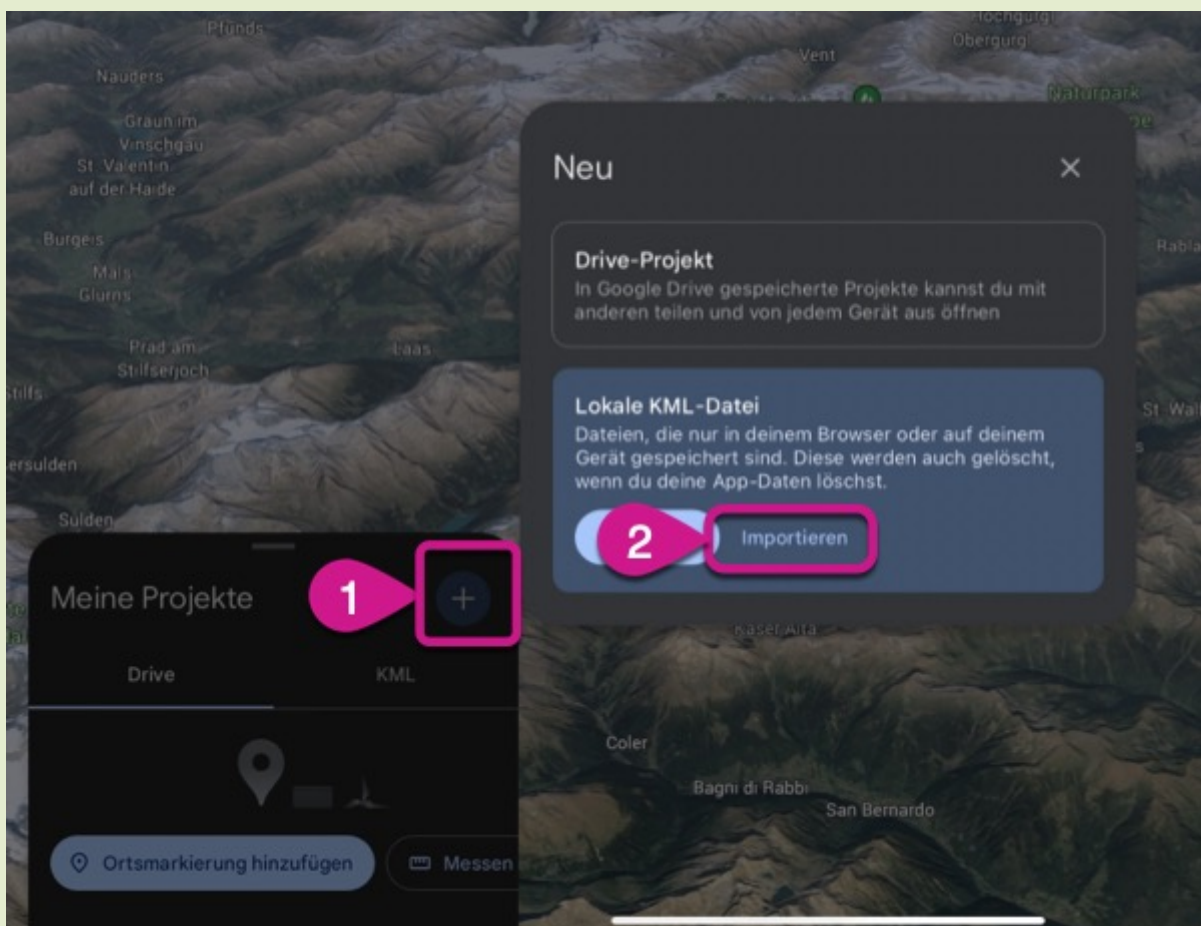 Pfunds
Hochgurgl
Obergurgl
Vent
Nauders
Naturpark
Graun im
Vinschgau
St. Valentin
auf der Haide
Neu
Burgeis
Drive-Projekt
In Google Drive gespeicherte Projekte kannst du mit
anderen teilen und von jedem Gerät aus öffnen
Mals
Glurns
Prad am
Stilfserjoch
Laas
Lokale KML-Datei
Dateien, die nur in deinem Browser oder auf deinem
Gerät gespeichert sind. Diese werden auch gelöscht,
wenn du deine App-Daten löschst.
Sulden
2
Importieren
Meine Projekte
1
+
Kaser Alta
Drive
KML
Coler
Bagni di Rabbi
San Bernardo
Ortsmarkierung hinzufügen
Messen